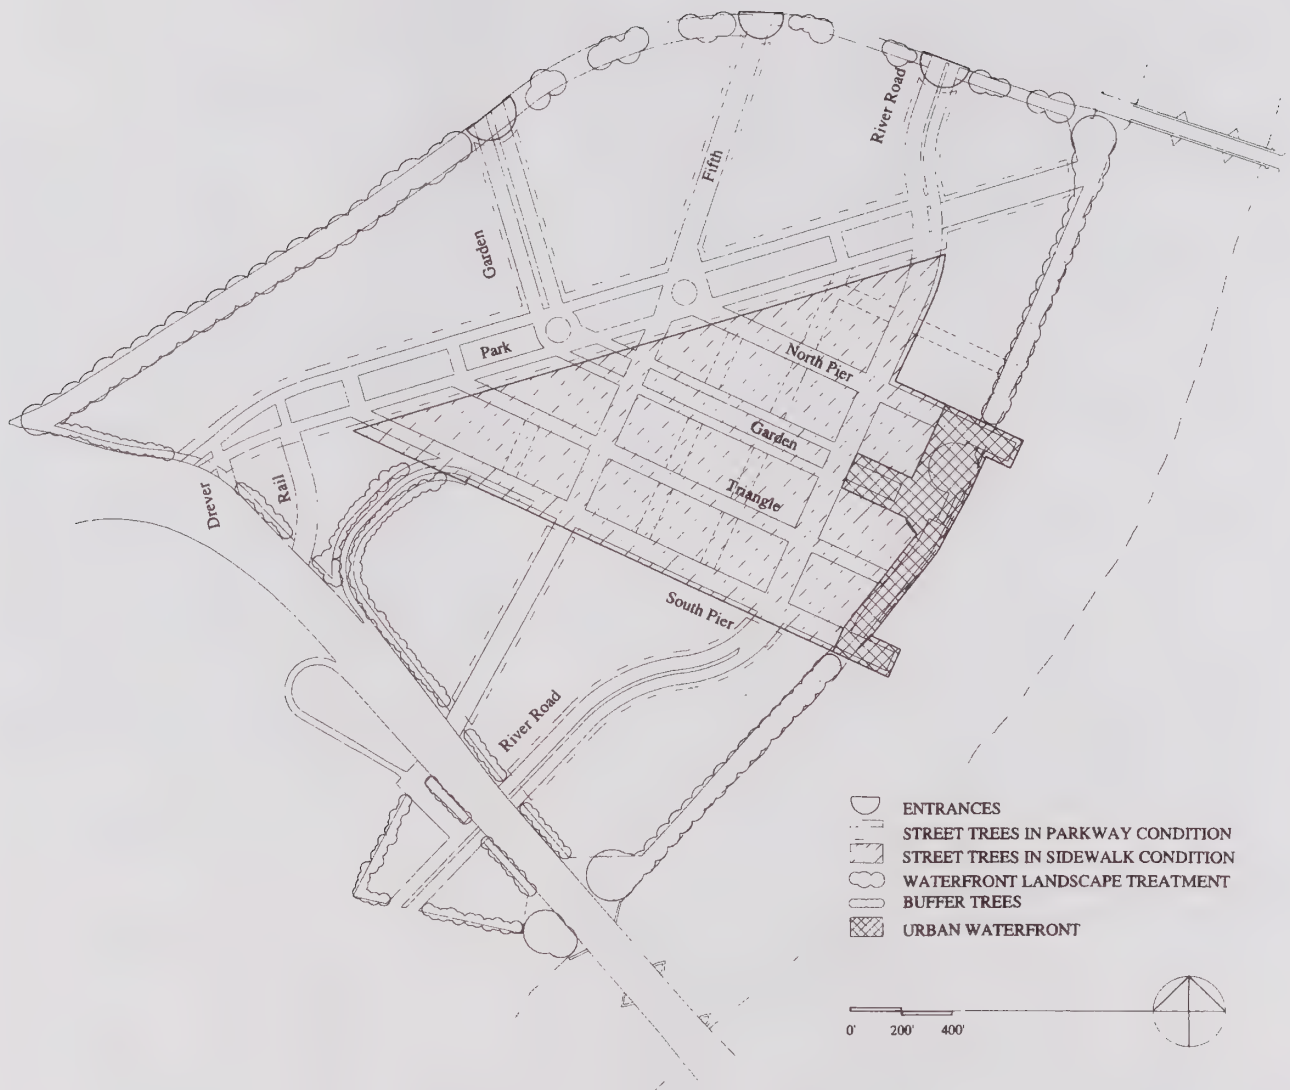 River Road
Fifth
Garden
Park
North Pier
Garden
Triangle
Rail
Drever
South Pier
River Road
ENTRANCES
STREET TREES IN PARKWAY CONDITION
STREET TREES IN SIDEWALK CONDITION
WATERFRONT LANDSCAPE TREATMENT
BUFFER TREES
URBAN WATERFRONT
0' 200' 400'